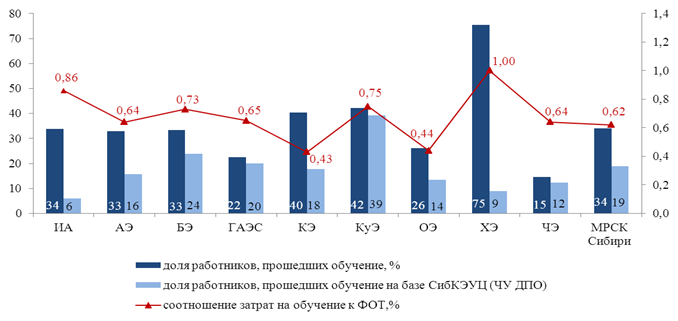 80 1,4
70 1,2
60 1,0
50 0,8
40 0,6
30 0,4
20 0,2
10 0,0
0
0,86 0,64 0,73 0,65 0,43 0,75 0,44 1,00 0,64 0,62
34 6 33 16 33 24 22 20 40 18 42 39 26 14 75 9 15 12 34 19
ИА АЭ БЭ ГАЭС КЭ КуЭ ОЭ ХЭ ЧЭ МРСК
Сибири
доля работников, прошедших обучение, %
доля работников, прошедших обучение на базе СибКЭУЦ (ЧУ ДПО)
соотношение затрат на обучение к ФОТ,%